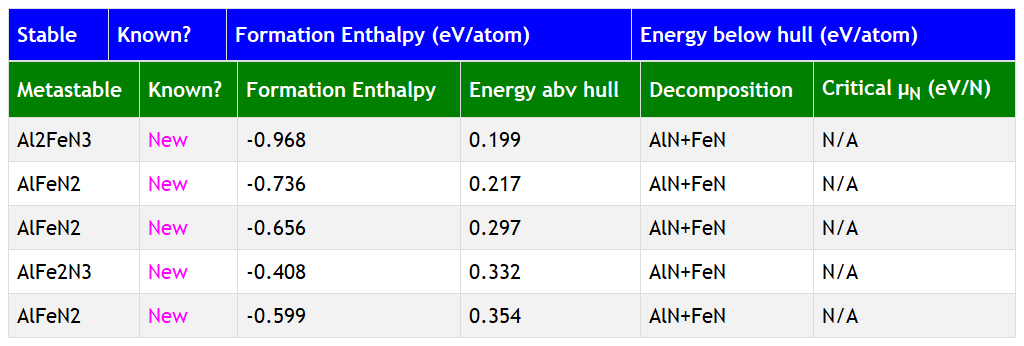 Stable Known? Formation Enthalpy (eV/atom) Energy below hull (eV/atom)
Metastable Known? Formation Enthalpy Energy abv hull Decomposition Critical μN (eV/N)
Al2FeN3 New -0.968 0.199 AlN+FeN N/A
AlFeN2 New -0.736 0.217 AlN+FeN N/A
AlFeN2 New -0.656 0.297 AlN+FeN N/A
AlFe2N3 New -0.408 0.332 AlN+FeN N/A
AlFeN2 New -0.599 0.354 AlN+FeN N/A